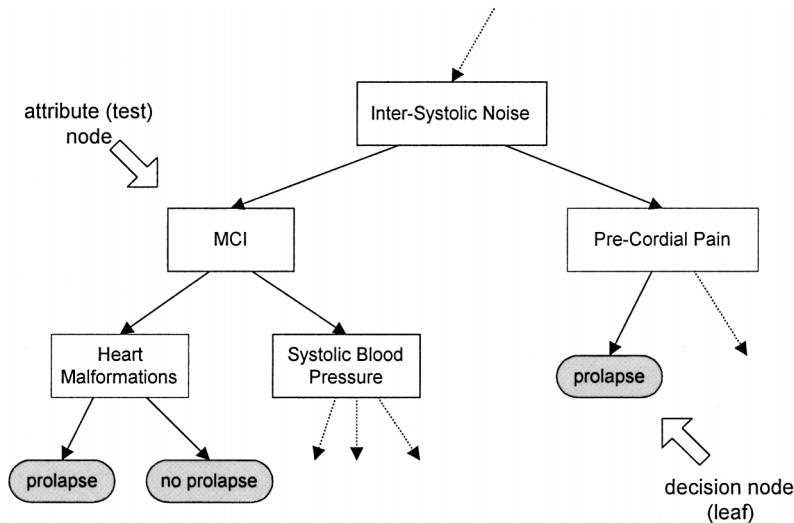 Inter-Systolic Noise
attribute (test)
node
MCI
Pre-Cordial Pain
Heart
Malformations
Systolic Blood
Pressure
prolapse
prolapse
no prolapse
decision node
(leaf)